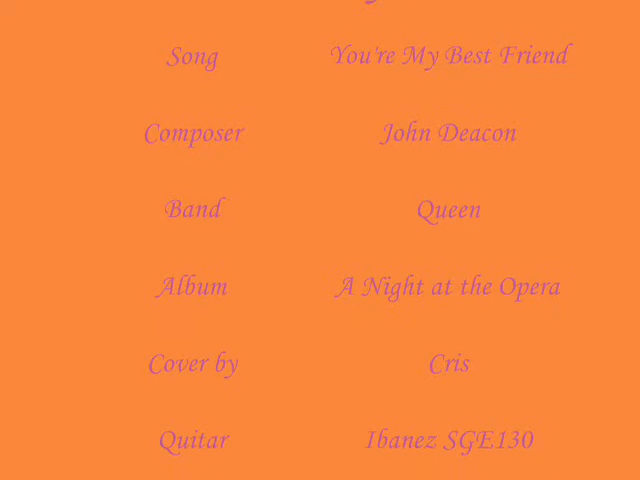 Song You're My Best Friend
Composer John Deacon
Band Queen
Album A Night at the Opera
Cover by Cris
Quitar Ibanez SGE130